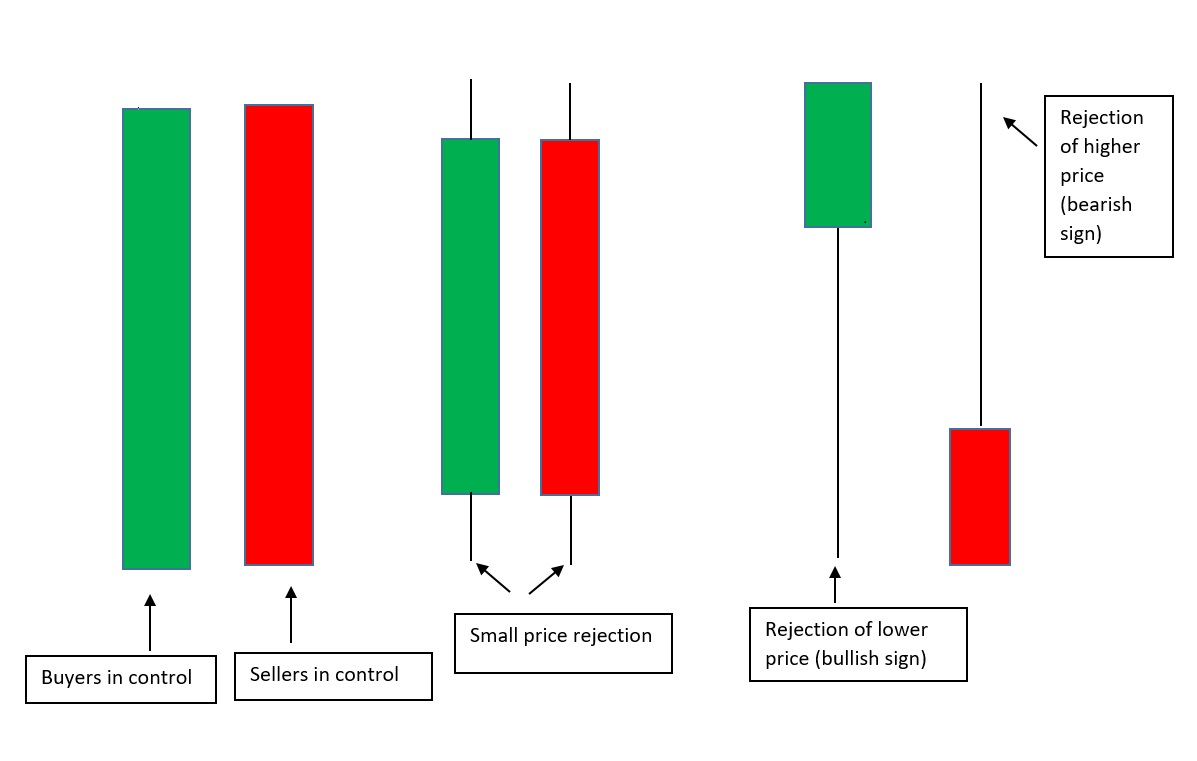 Rejection
of higher
price
(bearish
sign)
Buyers in control
Sellers in control
Small price rejection
Rejection of lower
price (bullish sign)